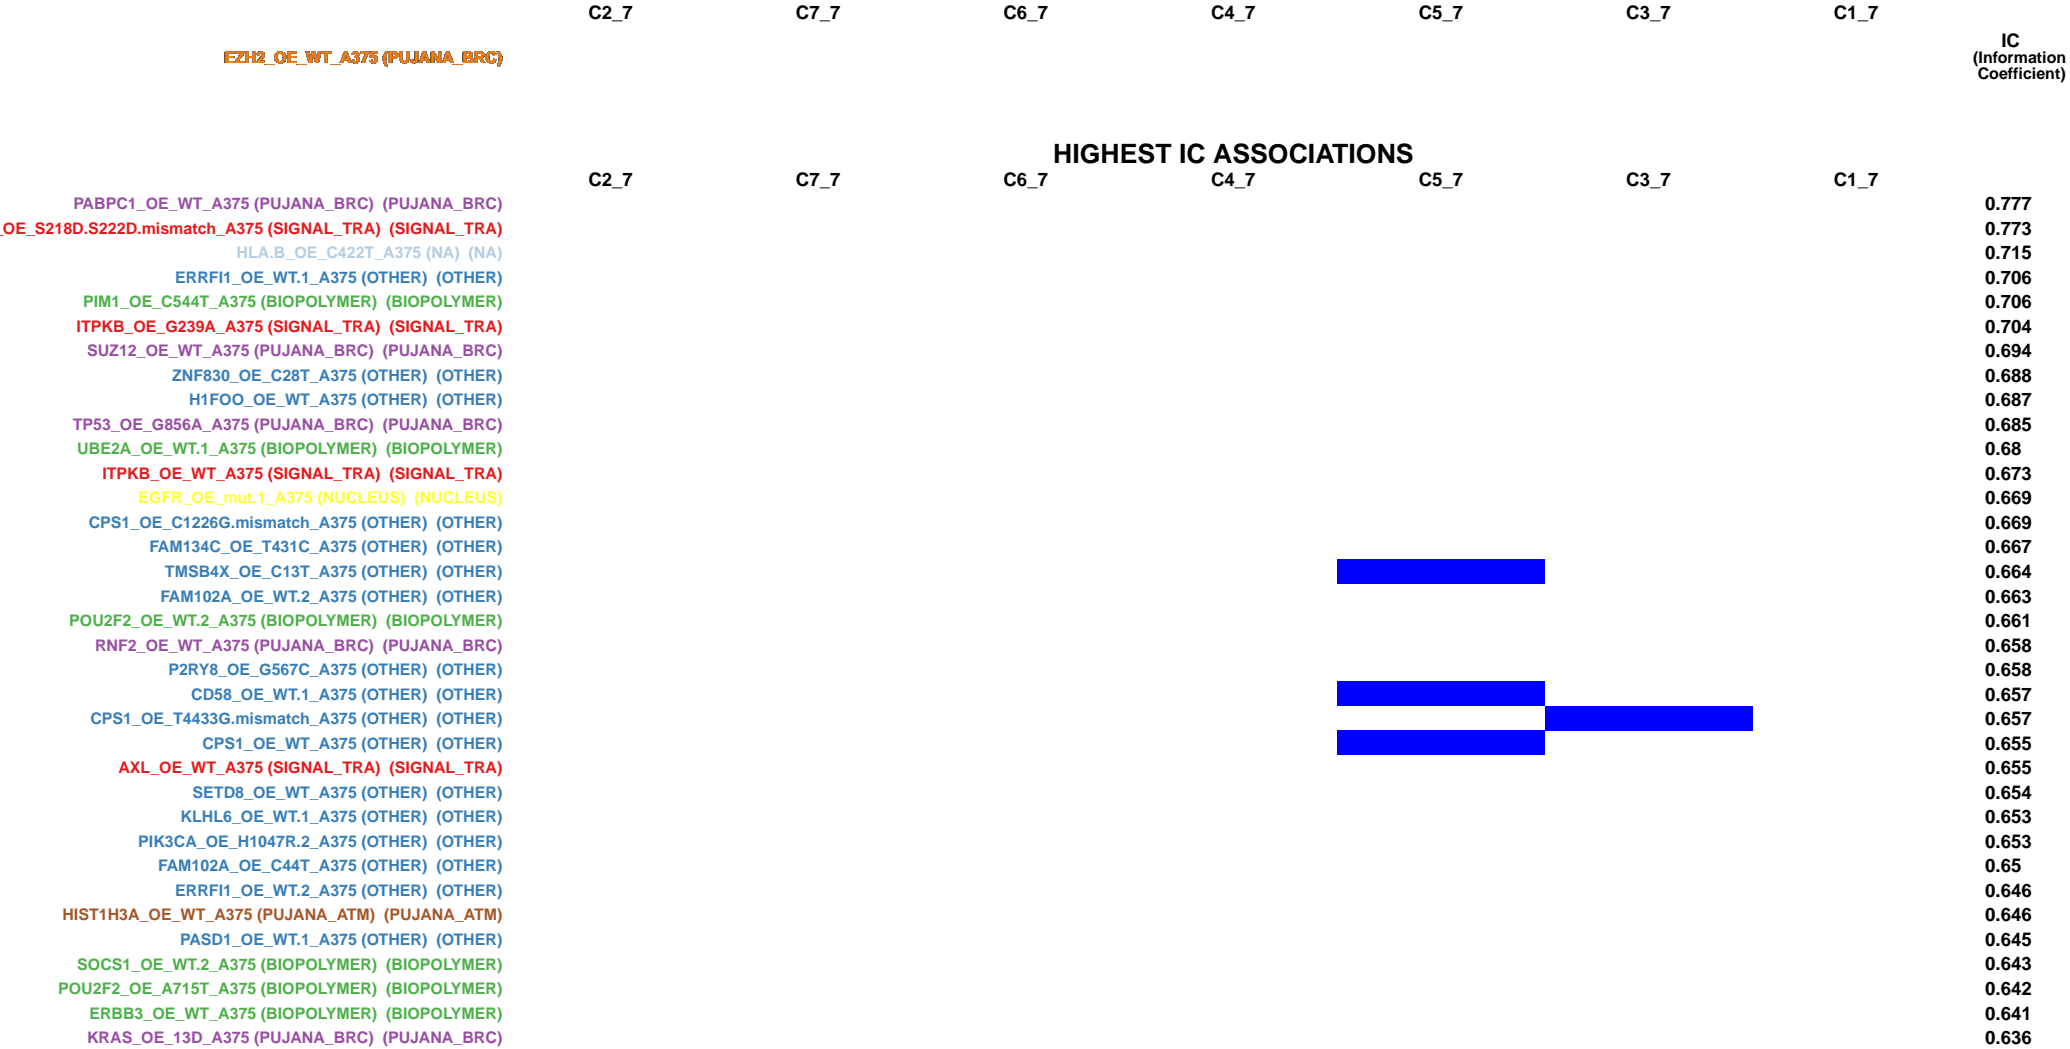 C2_7 C7_7 C6_7 C4_7 C5_7 C3_7 C1_7
EZH2_OE_WT_A375 (PUJANA_BRC)
IC
(Information
Coefficient)
HIGHEST IC ASSOCIATIONS
C2_7 C7_7 C6_7 C4_7 C5_7 C3_7 C1_7
PABPC1_OE_WT_A375 (PUJANA_BRC) (PUJANA_BRC) 0.777
_OE_S218D.S222D.mismatch_A375 (SIGNAL_TRA) (SIGNAL_TRA) 0.773
HLA.B_OE_C422T_A375 (NA) (NA) 0.715
ERRFI1_OE_WT.1_A375 (OTHER) (OTHER) 0.706
PIM1_OE_C544T_A375 (BIOPOLYMER) (BIOPOLYMER) 0.706
ITPKB_OE_G239A_A375 (SIGNAL_TRA) (SIGNAL_TRA) 0.704
SUZ12_OE_WT_A375 (PUJANA_BRC) (PUJANA_BRC) 0.694
ZNF830_OE_C28T_A375 (OTHER) (OTHER) 0.688
H1FOO_OE_WT_A375 (OTHER) (OTHER) 0.687
TP53_OE_G856A_A375 (PUJANA_BRC) (PUJANA_BRC) 0.685
UBE2A_OE_WT.1_A375 (BIOPOLYMER) (BIOPOLYMER) 0.68
ITPKB_OE_WT_A375 (SIGNAL_TRA) (SIGNAL_TRA) 0.673
EGFR_OE_mut.1_A375 (NUCLEUS) (NUCLEUS) 0.669
CPS1_OE_C1226G.mismatch_A375 (OTHER) (OTHER) 0.669
FAM134C_OE_T431C_A375 (OTHER) (OTHER) 0.667
TMSB4X_OE_C13T_A375 (OTHER) (OTHER) 0.664
FAM102A_OE_WT.2_A375 (OTHER) (OTHER) 0.663
POU2F2_OE_WT.2_A375 (BIOPOLYMER) (BIOPOLYMER) 0.661
RNF2_OE_WT_A375 (PUJANA_BRC) (PUJANA_BRC) 0.658
P2RY8_OE_G567C_A375 (OTHER) (OTHER) 0.658
CD58_OE_WT.1_A375 (OTHER) (OTHER) 0.657
CPS1_OE_T4433G.mismatch_A375 (OTHER) (OTHER) 0.657
CPS1_OE_WT_A375 (OTHER) (OTHER) 0.655
AXL_OE_WT_A375 (SIGNAL_TRA) (SIGNAL_TRA) 0.655
SETD8_OE_WT_A375 (OTHER) (OTHER) 0.654
KLHL6_OE_WT.1_A375 (OTHER) (OTHER) 0.653
PIK3CA_OE_H1047R.2_A375 (OTHER) (OTHER) 0.653
FAM102A_OE_C44T_A375 (OTHER) (OTHER) 0.65
ERRFI1_OE_WT.2_A375 (OTHER) (OTHER) 0.646
HIST1H3A_OE_WT_A375 (PUJANA_ATM) (PUJANA_ATM) 0.646
PASD1_OE_WT.1_A375 (OTHER) (OTHER) 0.645
SOCS1_OE_WT.2_A375 (BIOPOLYMER) (BIOPOLYMER) 0.643
POU2F2_OE_A715T_A375 (BIOPOLYMER) (BIOPOLYMER) 0.642
ERBB3_OE_WT_A375 (BIOPOLYMER) (BIOPOLYMER) 0.641
KRAS_OE_13D_A375 (PUJANA_BRC) (PUJANA_BRC) 0.636